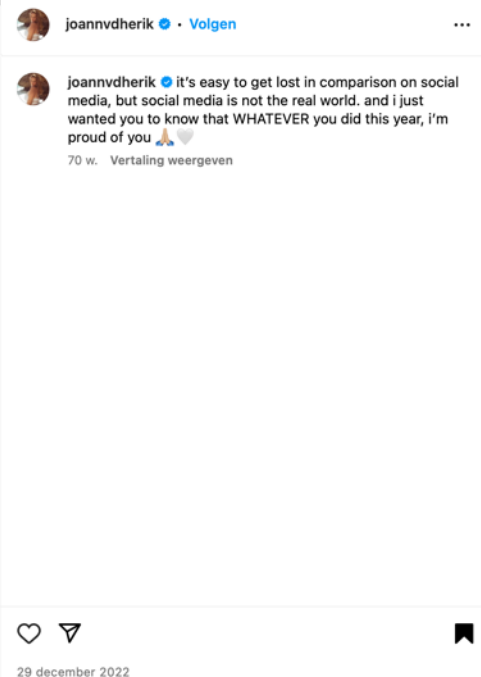 joannvdherik • Volgen
joannvdherik it's easy to get lost in comparison on social
media, but social media is not the real world. and i just
wanted you to know that WHATEVER you did this year, i'm
proud of you 🙏🏼🤍
70 w. Vertaling weergeven
29 december 2022